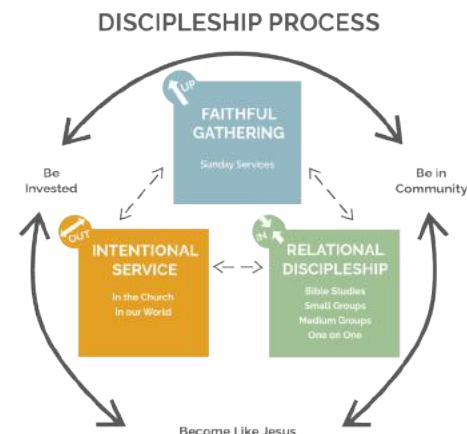 DISCIPLESHIP PROCESS
UP
FAITHFUL
GATHERING
Sunday Services
Be
Invested
Be in
Community
OUT
INTENTIONAL
SERVICE
In the Church
In our World
IN
RELATIONAL
DISCIPLESHIP
Bible Studies
Small Groups
Medium Groups
One on One
Become Like Jesus